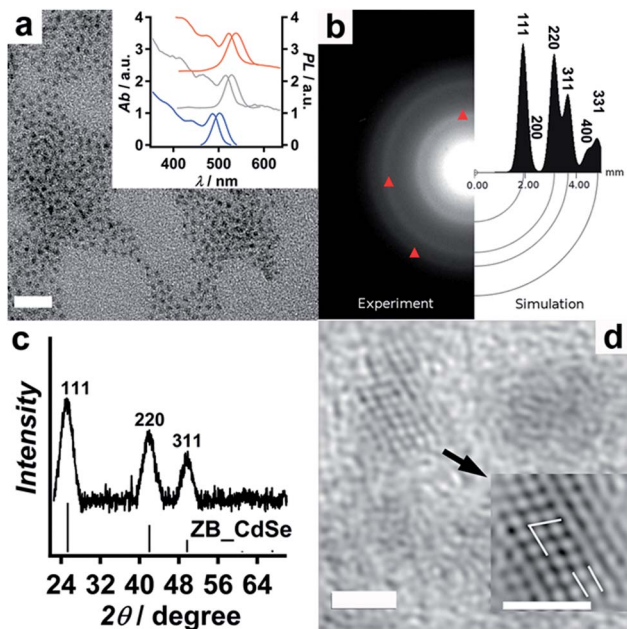 a
4
3
2
1
0
Ab / a.u.
4
3
2
1
0
PL / a.u.
400 500 600
λ / nm
b
111
200
220
311
400
331
0.00 2.00 4.00 mm
Experiment
Simulation
c
Intensity
111
220
311
ZB_CdSe
24 32 40 48 56 64
2θ / degree
d